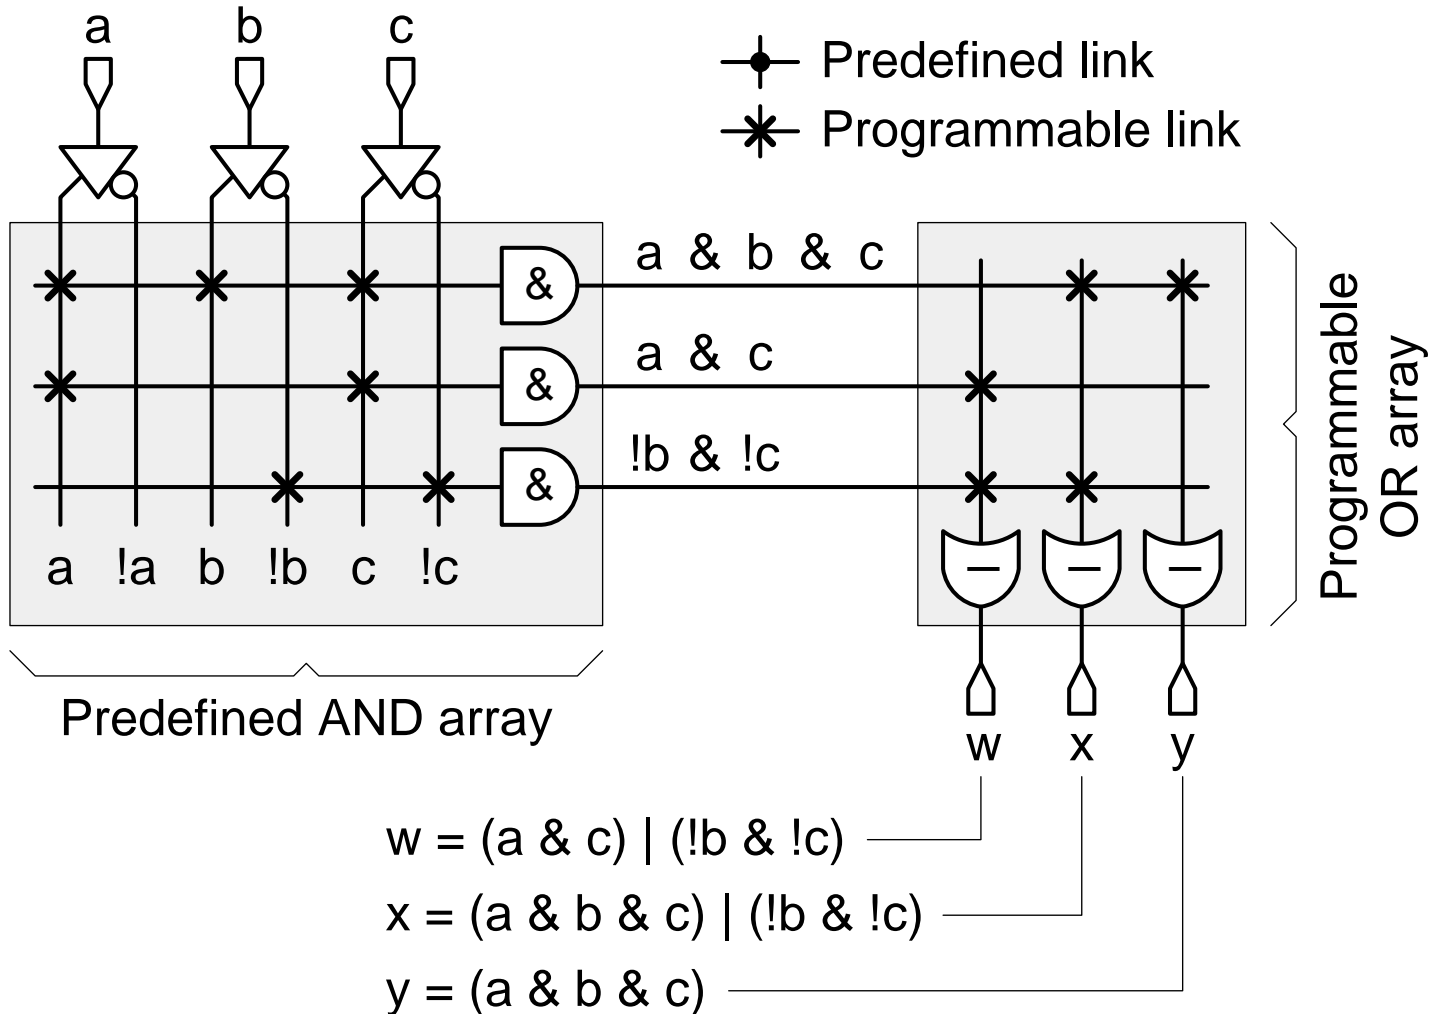 a b c
Predefined link
Programmable link
a & b & c
&
a & c
&
!b & !c
&
a !a b !b c !c
Programmable
OR array
Predefined AND array
w x y
w = (a & c) | (!b & !c)
x = (a & b & c) | (!b & !c)
y = (a & b & c)